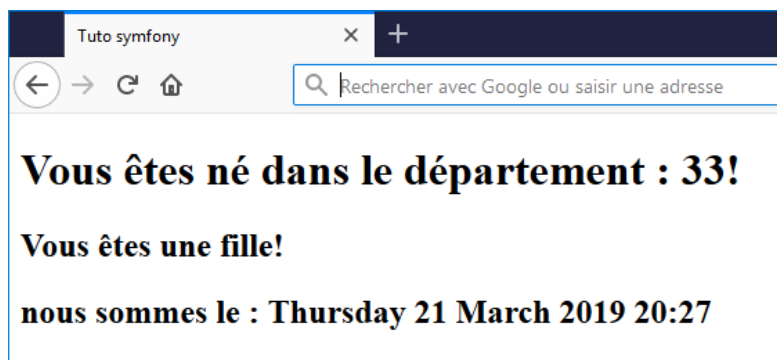 Tuto symfony
Rechercher avec Google ou saisir une adresse
Vous êtes né dans le département : 33!
Vous êtes une fille!
nous sommes le : Thursday 21 March 2019 20:27